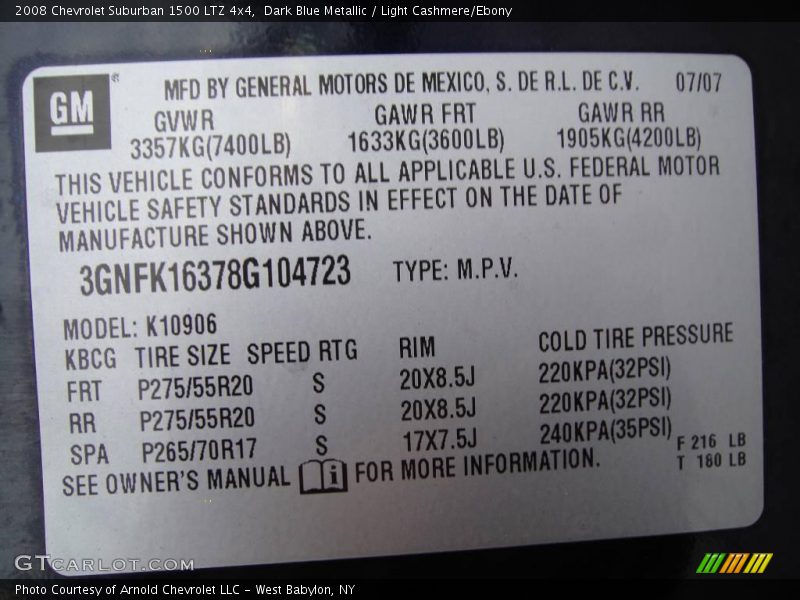 2008 Chevrolet Suburban 1500 LTZ 4x4, Dark Blue Metallic / Light Cashmere/Ebony
GM ®
MFD BY GENERAL MOTORS DE MEXICO, S. DE R.L. DE C.V. 07/07
GVWR GAWR FRT GAWR RR
3357KG(7400LB) 1633KG(3600LB) 1905KG(4200LB)
THIS VEHICLE CONFORMS TO ALL APPLICABLE U.S. FEDERAL MOTOR
VEHICLE SAFETY STANDARDS IN EFFECT ON THE DATE OF
MANUFACTURE SHOWN ABOVE.
3GNFK16378G104723 TYPE: M.P.V.
MODEL: K10906
KBCG TIRE SIZE SPEED RTG RIM COLD TIRE PRESSURE
FRT P275/55R20 S 20X8.5J 220KPA(32PSI)
RR P275/55R20 S 20X8.5J 220KPA(32PSI)
SPA P265/70R17 S 17X7.5J 240KPA(35PSI) F 216 LB
T 180 LB
SEE OWNER'S MANUAL i FOR MORE INFORMATION.
GTCARLOT.COM
Photo Courtesy of Arnold Chevrolet LLC - West Babylon, NY